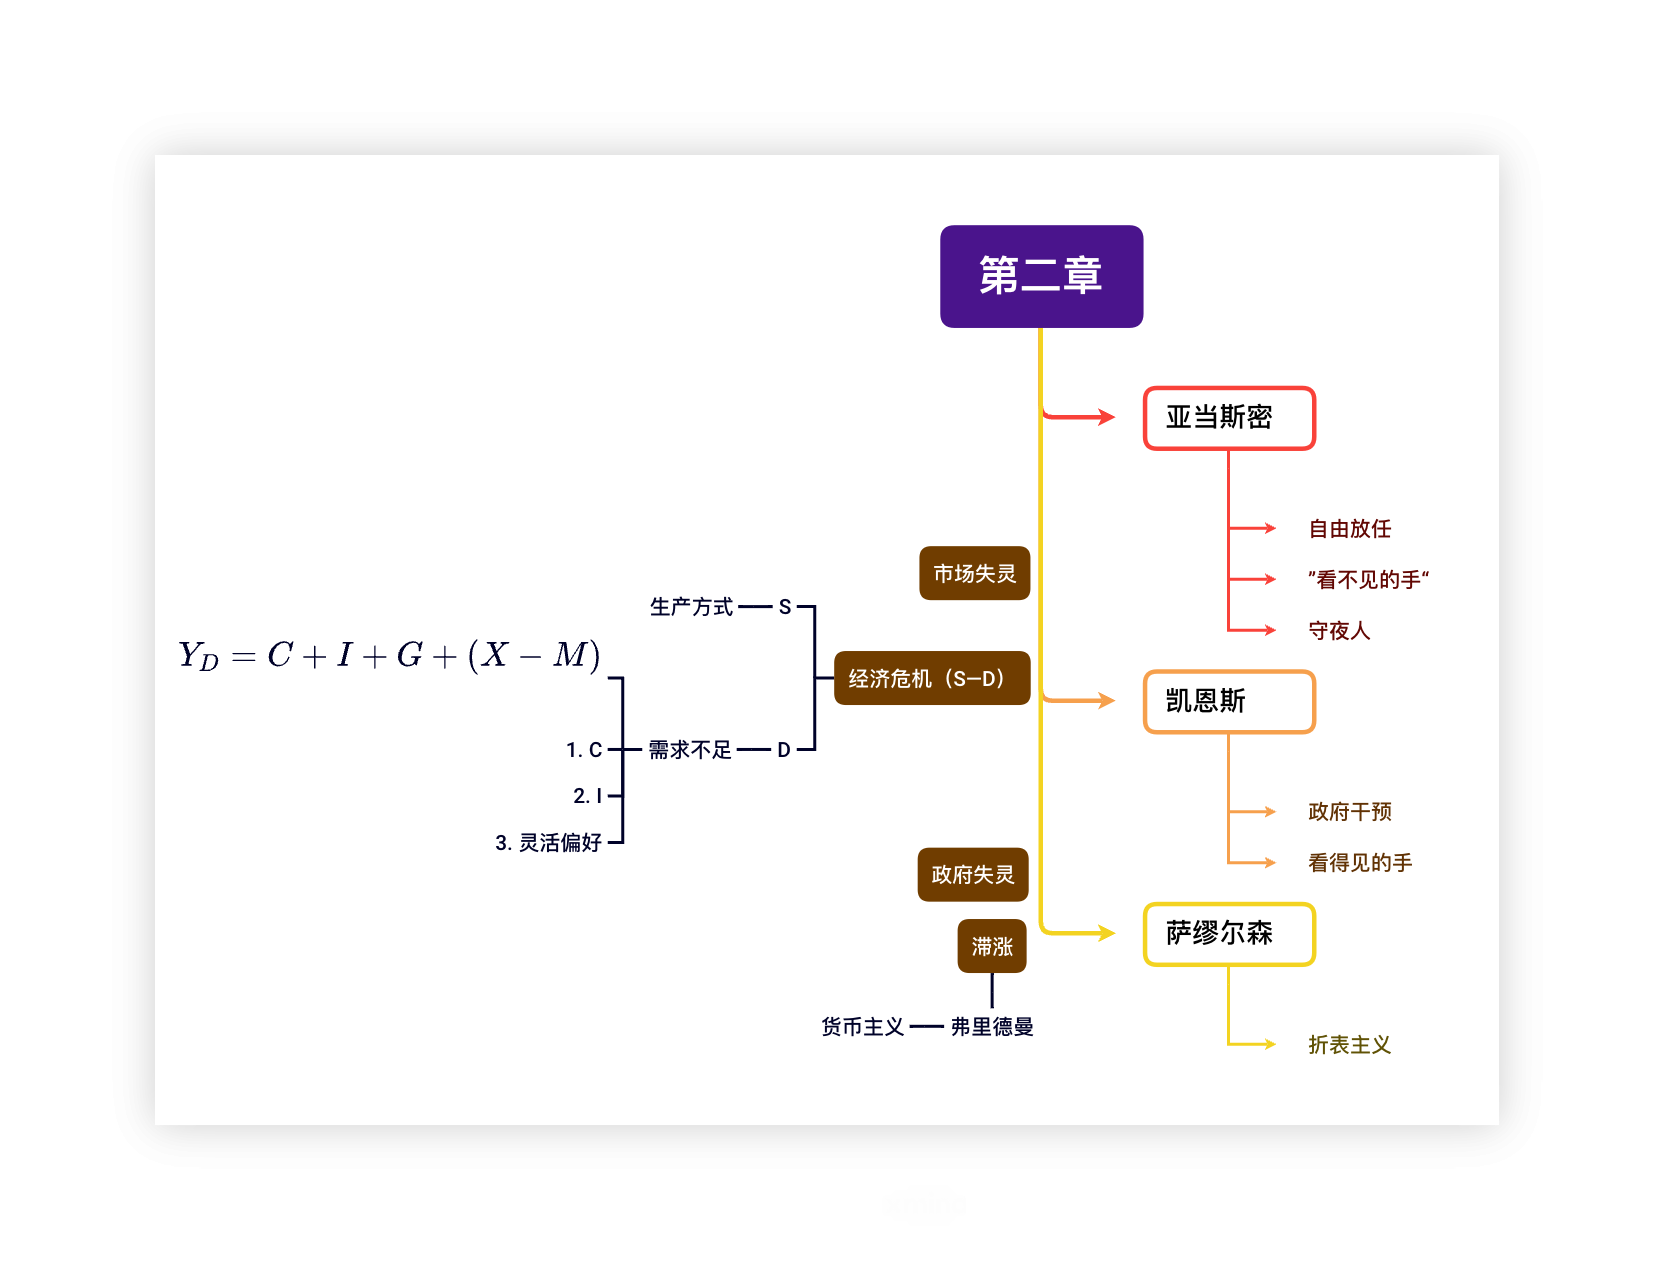 第二章
亚当斯密
自由放任
”看不见的手“
守夜人
市场失灵
经济危机（S—D）
S
生产方式
D
需求不足
Y_D = C + I + G + (X − M)
1. C
2. I
3. 灵活偏好
凯恩斯
政府干预
看得见的手
政府失灵
滞涨
弗里德曼
货币主义
萨缪尔森
折表主义